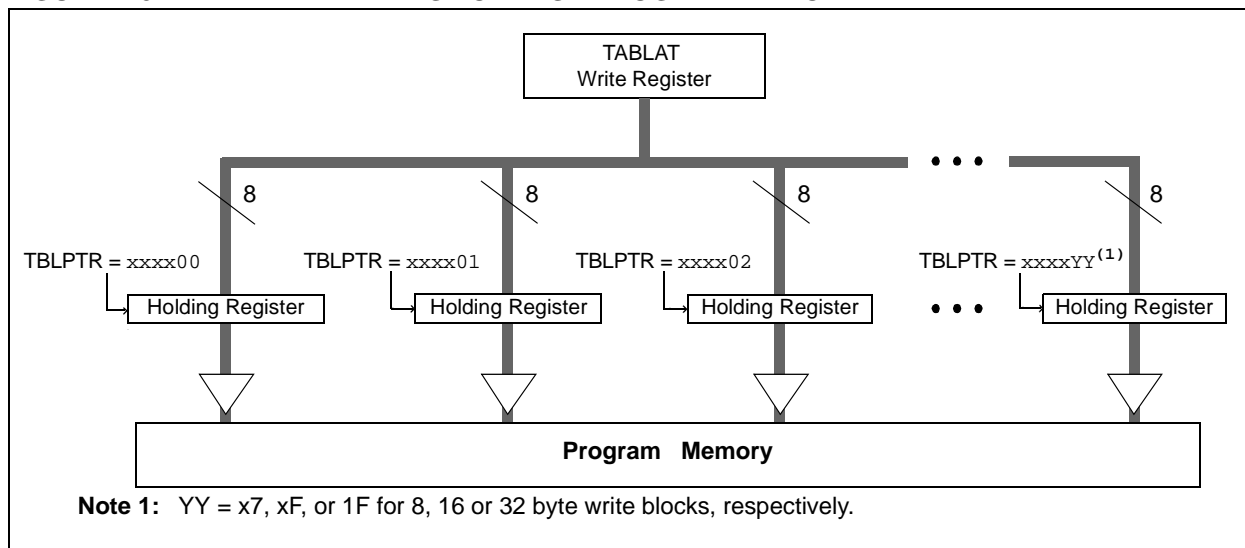 TABLAT
Write Register
8 8 8 8
TBLPTR = xxxx00 TBLPTR = xxxx01 TBLPTR = xxxx02 TBLPTR = xxxxYY(1)
Holding Register Holding Register Holding Register Holding Register
Program Memory
Note 1: YY = x7, xF, or 1F for 8, 16 or 32 byte write blocks, respectively.